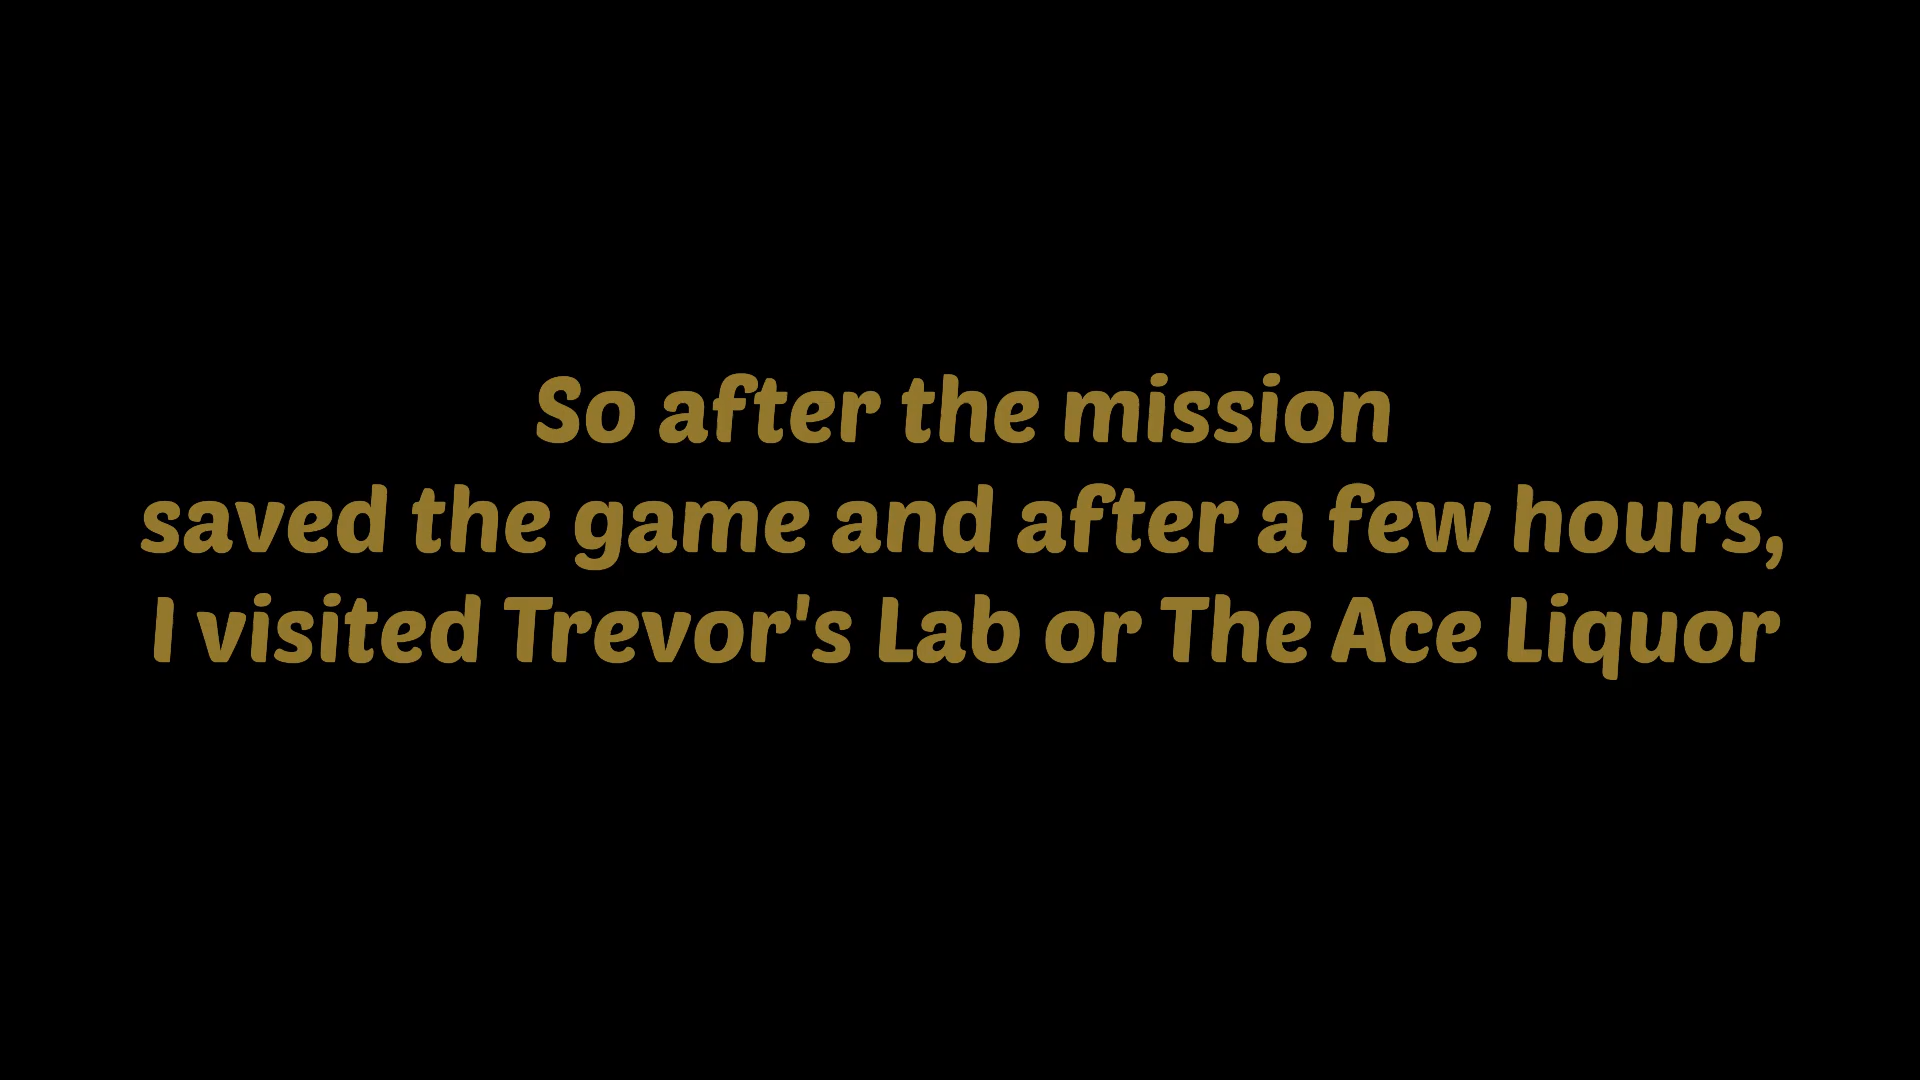 So after the mission
saved the game and after a few hours,
I visited Trevor's Lab or The Ace Liquor